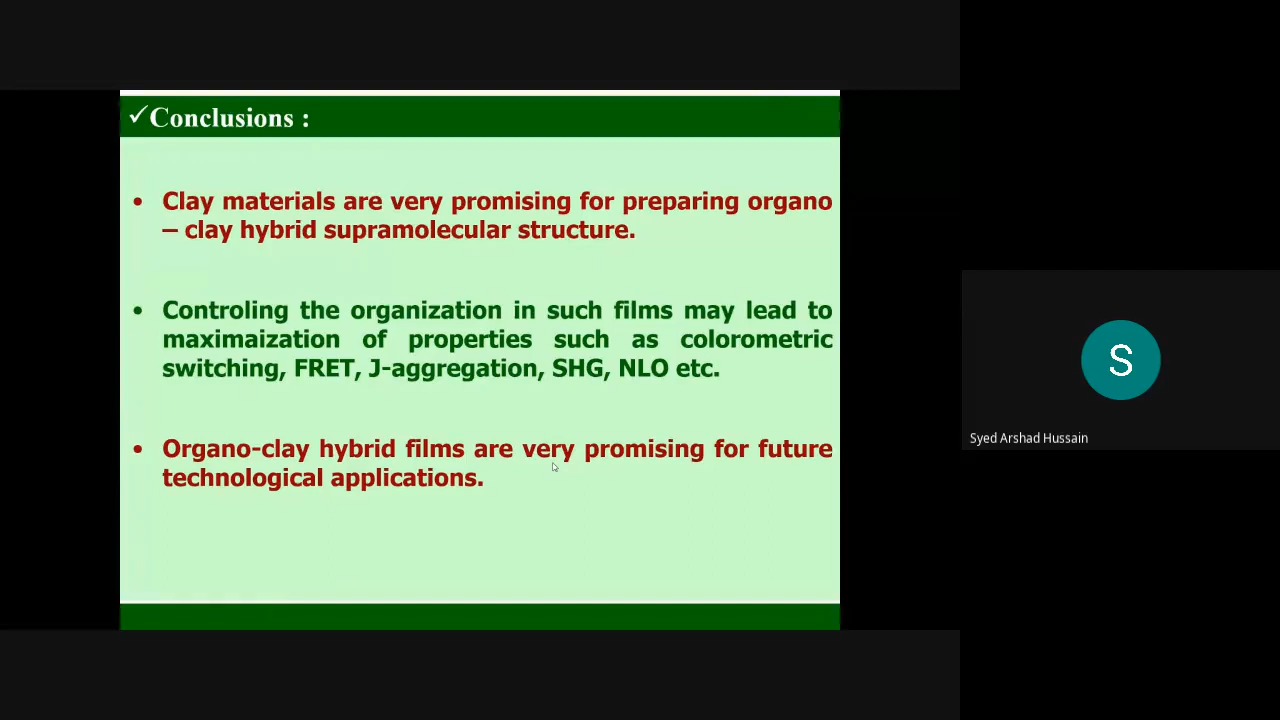 ✓Conclusions :
• Clay materials are very promising for preparing organo
– clay hybrid supramolecular structure.
• Controling the organization in such films may lead to
maximaization of properties such as colorometric
switching, FRET, J-aggregation, SHG, NLO etc.
• Organo-clay hybrid films are very promising for future
technological applications.
S
Syed Arshad Hussain